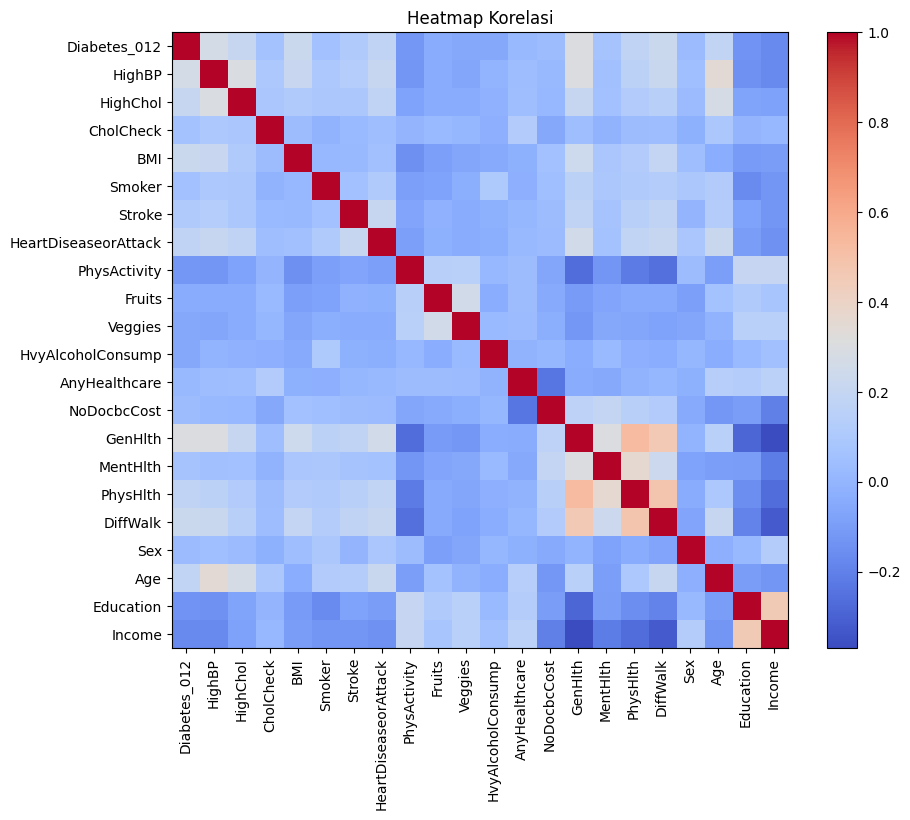 Heatmap Korelasi
Diabetes_012
HighBP
HighChol
CholCheck
BMI
Smoker
Stroke
HeartDiseaseorAttack
PhysActivity
Fruits
Veggies
HvyAlcoholConsump
AnyHealthcare
NoDocbcCost
GenHlth
MentHlth
PhysHlth
DiffWalk
Sex
Age
Education
Income
Diabetes_012
HighBP
HighChol
CholCheck
BMI
Smoker
Stroke
HeartDiseaseorAttack
PhysActivity
Fruits
Veggies
HvyAlcoholConsump
AnyHealthcare
NoDocbcCost
GenHlth
MentHlth
PhysHlth
DiffWalk
Sex
Age
Education
Income
1.0
0.8
0.6
0.4
0.2
0.0
−0.2